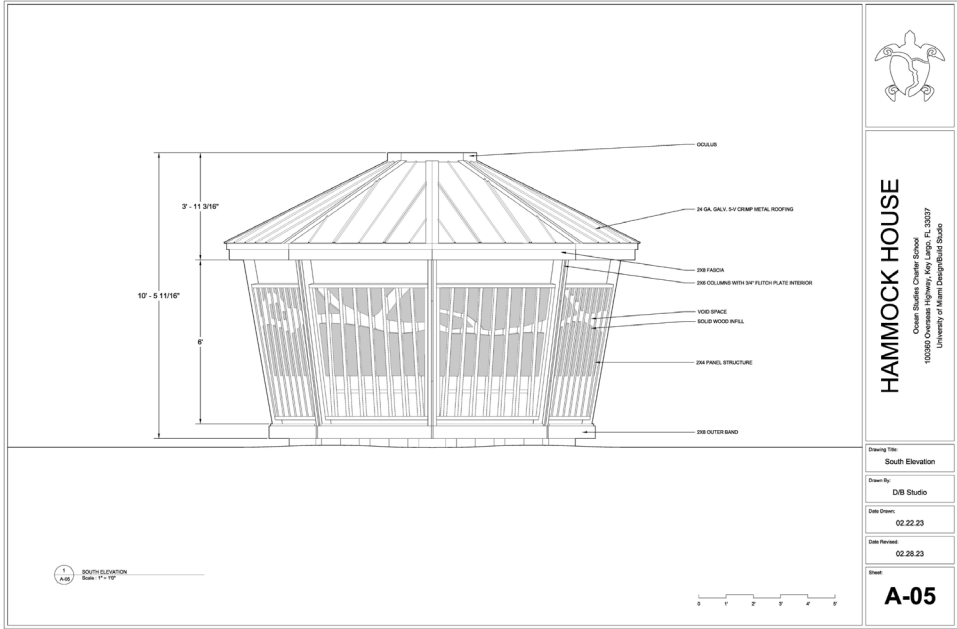 OCULUS
3' - 11 3/16"
24 GA. GALV. 5-V CRIMP METAL ROOFING
2X8 FASCIA
2X6 COLUMNS WITH 3/4" FLITCH PLATE INTERIOR
10' - 5 11/16"
VOID SPACE
SOLID WOOD INFILL
6'
2X4 PANEL STRUCTURE
2X8 OUTER BAND
1
A-05
SOUTH ELEVATION
Scale : 1" = 1'0"
0 1' 2' 3' 4' 5'
HAMMOCK HOUSE
Ocean Studies Charter School
100360 Overseas Highway, Key Largo, FL 33037
University of Miami Design/Build Studio
Drawing Title:
South Elevation
Drawn By:
D/B Studio
Date Drawn:
02.22.23
Date Revised:
02.28.23
Sheet:
A-05